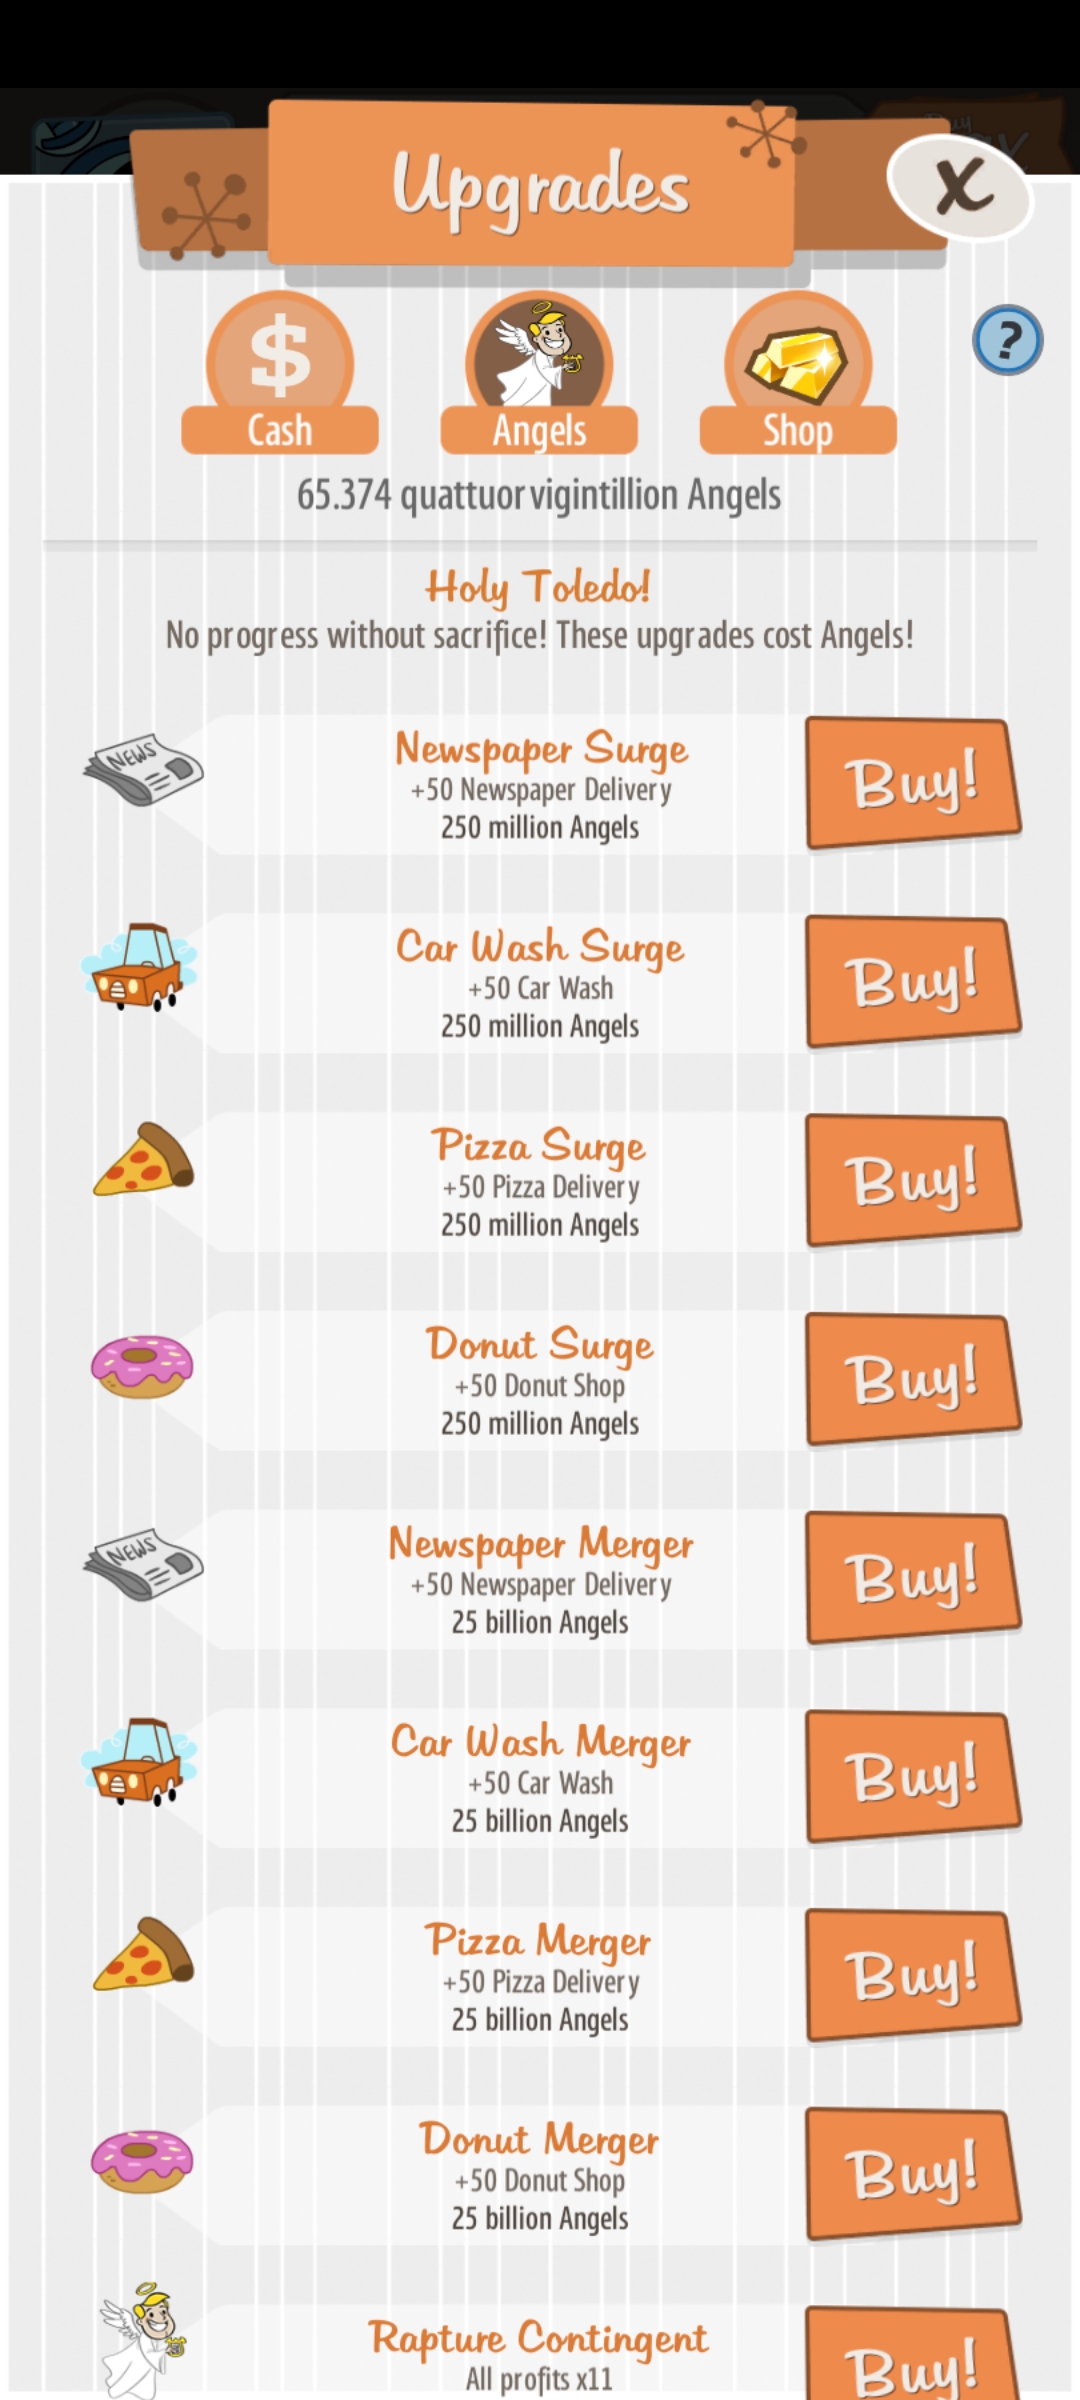 Upgrades
X
$
?
Cash
Angels
Shop
65.374 quattuorvigintillion Angels
Holy Toledo!
No progress without sacrifice! These upgrades cost Angels!
NEWS
Newspaper Surge
+50 Newspaper Delivery
250 million Angels
Buy!
Car Wash Surge
+50 Car Wash
250 million Angels
Buy!
Pizza Surge
+50 Pizza Delivery
250 million Angels
Buy!
Donut Surge
+50 Donut Shop
250 million Angels
Buy!
NEWS
Newspaper Merger
+50 Newspaper Delivery
25 billion Angels
Buy!
Car Wash Merger
+50 Car Wash
25 billion Angels
Buy!
Pizza Merger
+50 Pizza Delivery
25 billion Angels
Buy!
Donut Merger
+50 Donut Shop
25 billion Angels
Buy!
Rapture Contingent
All profits x11
Buy!